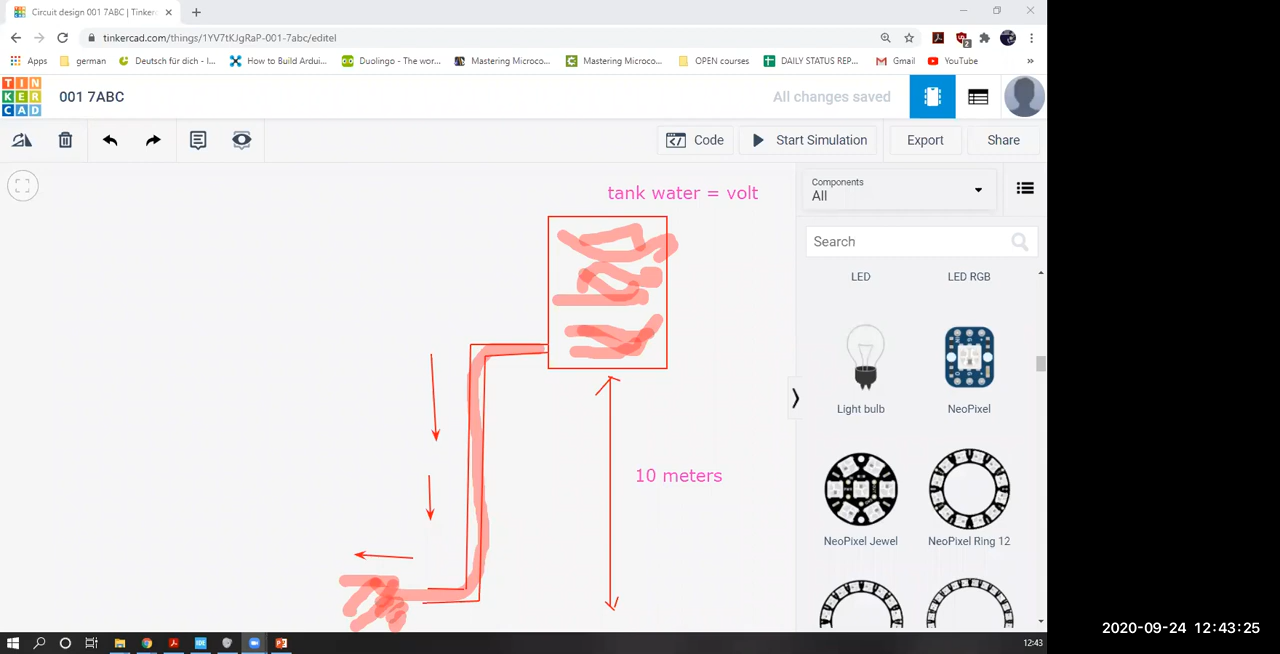 Circuit design 001 7ABC | Tinker
tinkercad.com/things/1YV7tKJgRaP-001-7abc/editel
Apps german Deutsch für dich - I... How to Build Ardui... Duolingo - The wor... Mastering Microco... Mastering Microco... OPEN courses DAILY STATUS REP... Gmail YouTube »
TIN
KER
CAD
001 7ABC
All changes saved
Code Start Simulation Export Share
tank water = volt
Components
All
Search
LED LED RGB
Light bulb NeoPixel
10 meters
NeoPixel Jewel NeoPixel Ring 12
12:43
2020-09-24 12:43:25